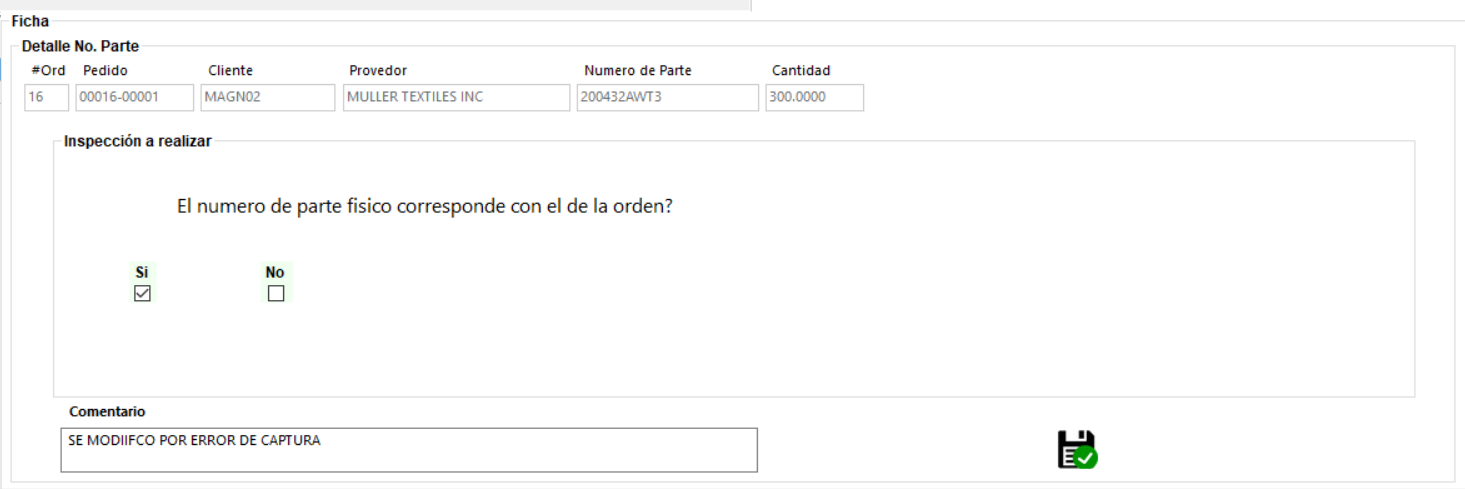 Ficha
Detalle No. Parte
#Ord Pedido Cliente Provedor Numero de Parte Cantidad
16 00016-00001 MAGN02 MULLER TEXTILES INC 200432AWT3 300.0000
Inspección a realizar
El numero de parte fisico corresponde con el de la orden?
Si No
Comentario
SE MODIIFCO POR ERROR DE CAPTURA